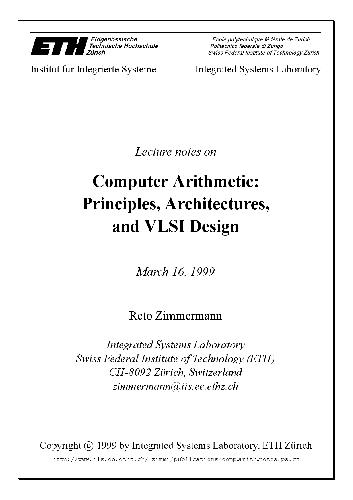 ETH
Eidgenössische
Technische Hochschule
Zürich
Ecole polytechnique fédérale de Zurich
Politecnico federale di Zurigo
Swiss Federal Institute of Technology Zurich
Institut für Integrierte Systeme
Integrated Systems Laboratory
Lecture notes on
Computer Arithmetic:
Principles, Architectures,
and VLSI Design
March 16, 1999
Reto Zimmermann
Integrated Systems Laboratory
Swiss Federal Institute of Technology (ETH)
CH-8092 Zürich, Switzerland
zimmermann@iis.ee.ethz.ch
Copyright © 1999 by Integrated Systems Laboratory, ETH Zürich